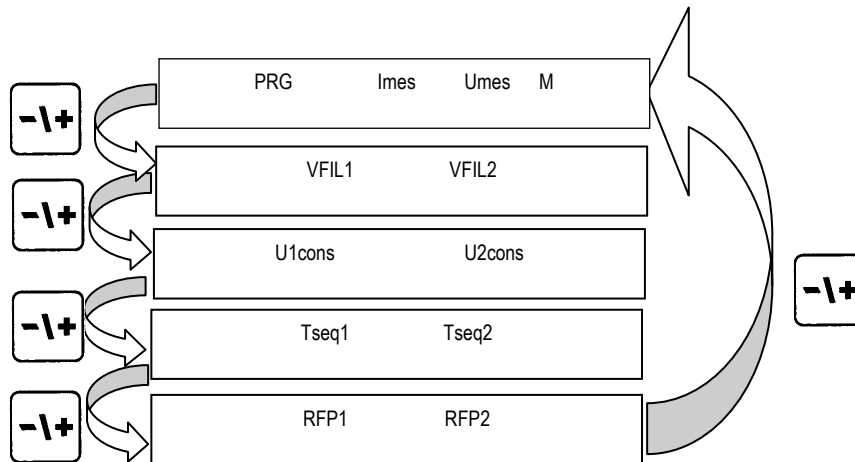 PRG Imes Umes M
-\+
VFIL1 VFIL2
-\+
U1cons U2cons
-\+
-\+
Tseq1 Tseq2
RFP1 RFP2
-\+